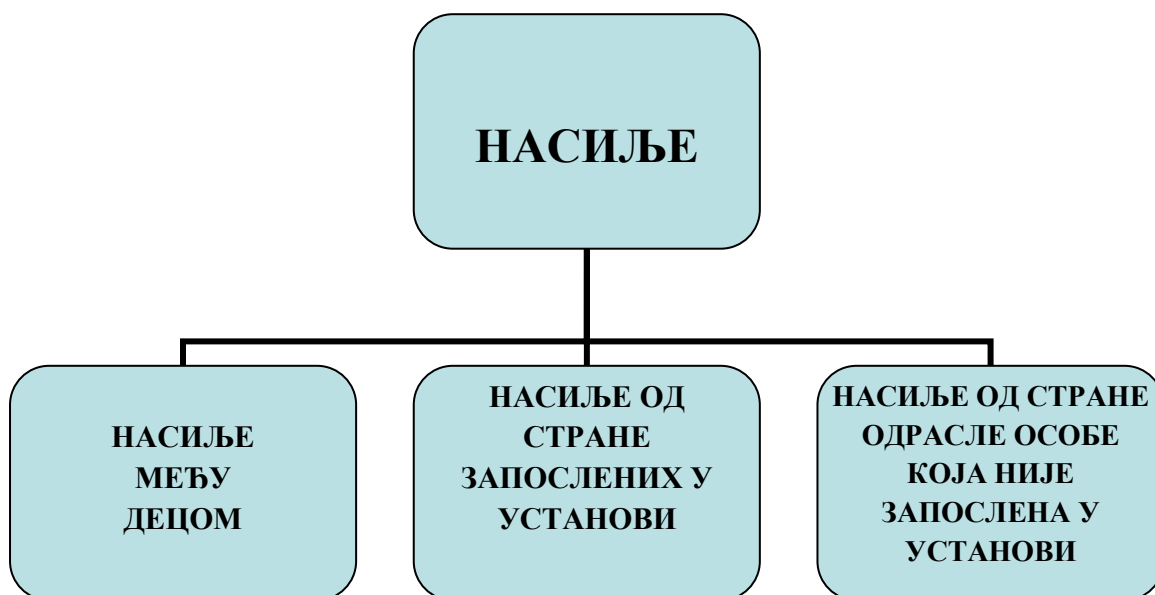 НАСИЉЕ
НАСИЉЕ
МЕЂУ
ДЕЦОМ
НАСИЉЕ ОД
СТРАНЕ
ЗАПОСЛЕНИХ У
УСТАНОВИ
НАСИЉЕ ОД СТРАНЕ
ОДРАСЛЕ ОСОБЕ
КОЈА НИЈЕ
ЗАПОСЛЕНА У
УСТАНОВИ